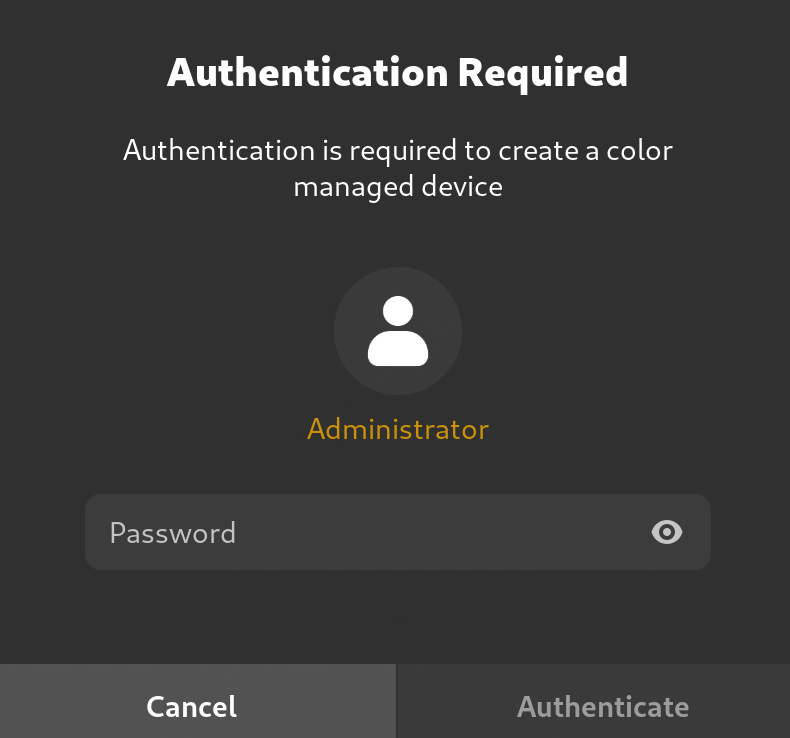 Authentication Required
Authentication is required to create a color
managed device
Administrator
Password
Cancel
Authenticate